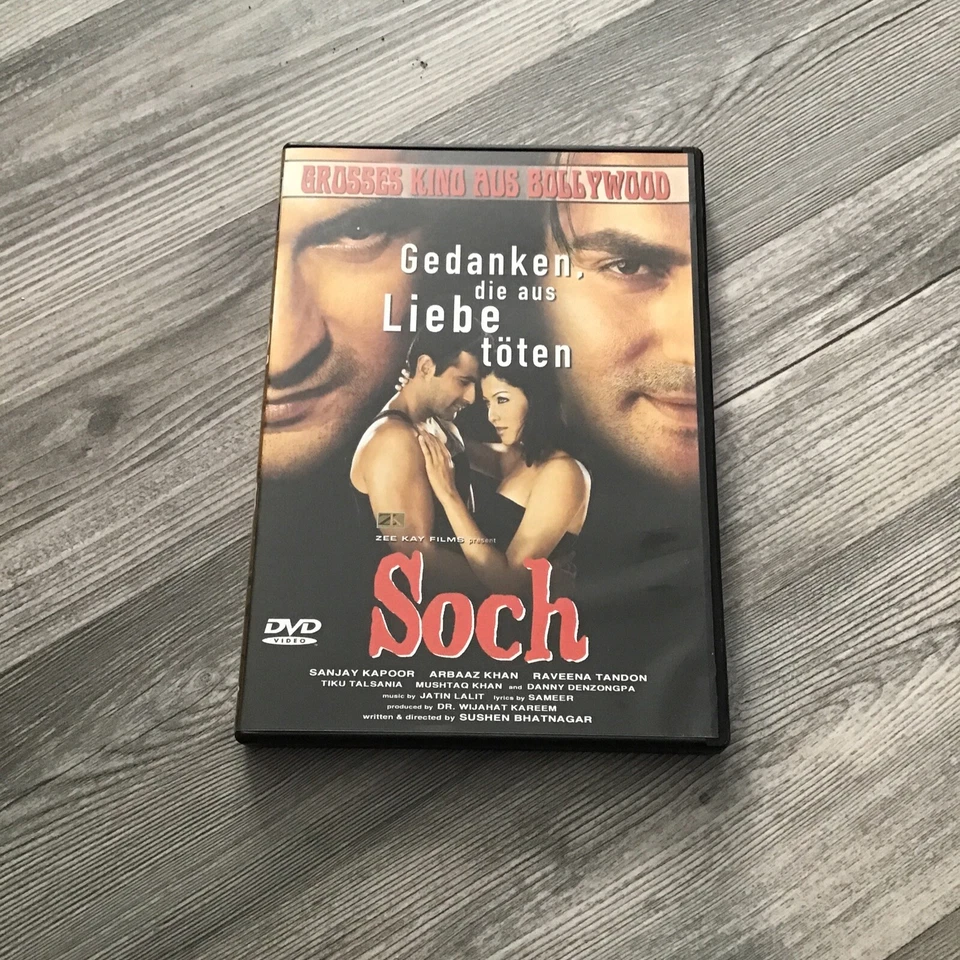 GROSSES KINO AUS BOLLYWOOD
Gedanken,
die aus
Liebe
töten
ZK
ZEE KAY FILMS present
Soch
DVD
VIDEO
SANJAY KAPOOR ARBAAZ KHAN RAVEENA TANDON
TIKU TALSANIA MUSHTAQ KHAN and DANNY DENZONGPA
music by JATIN LALIT lyrics by SAMEER
produced by DR. WIJAHAT KAREEM
written & directed by SUSHEN BHATNAGAR